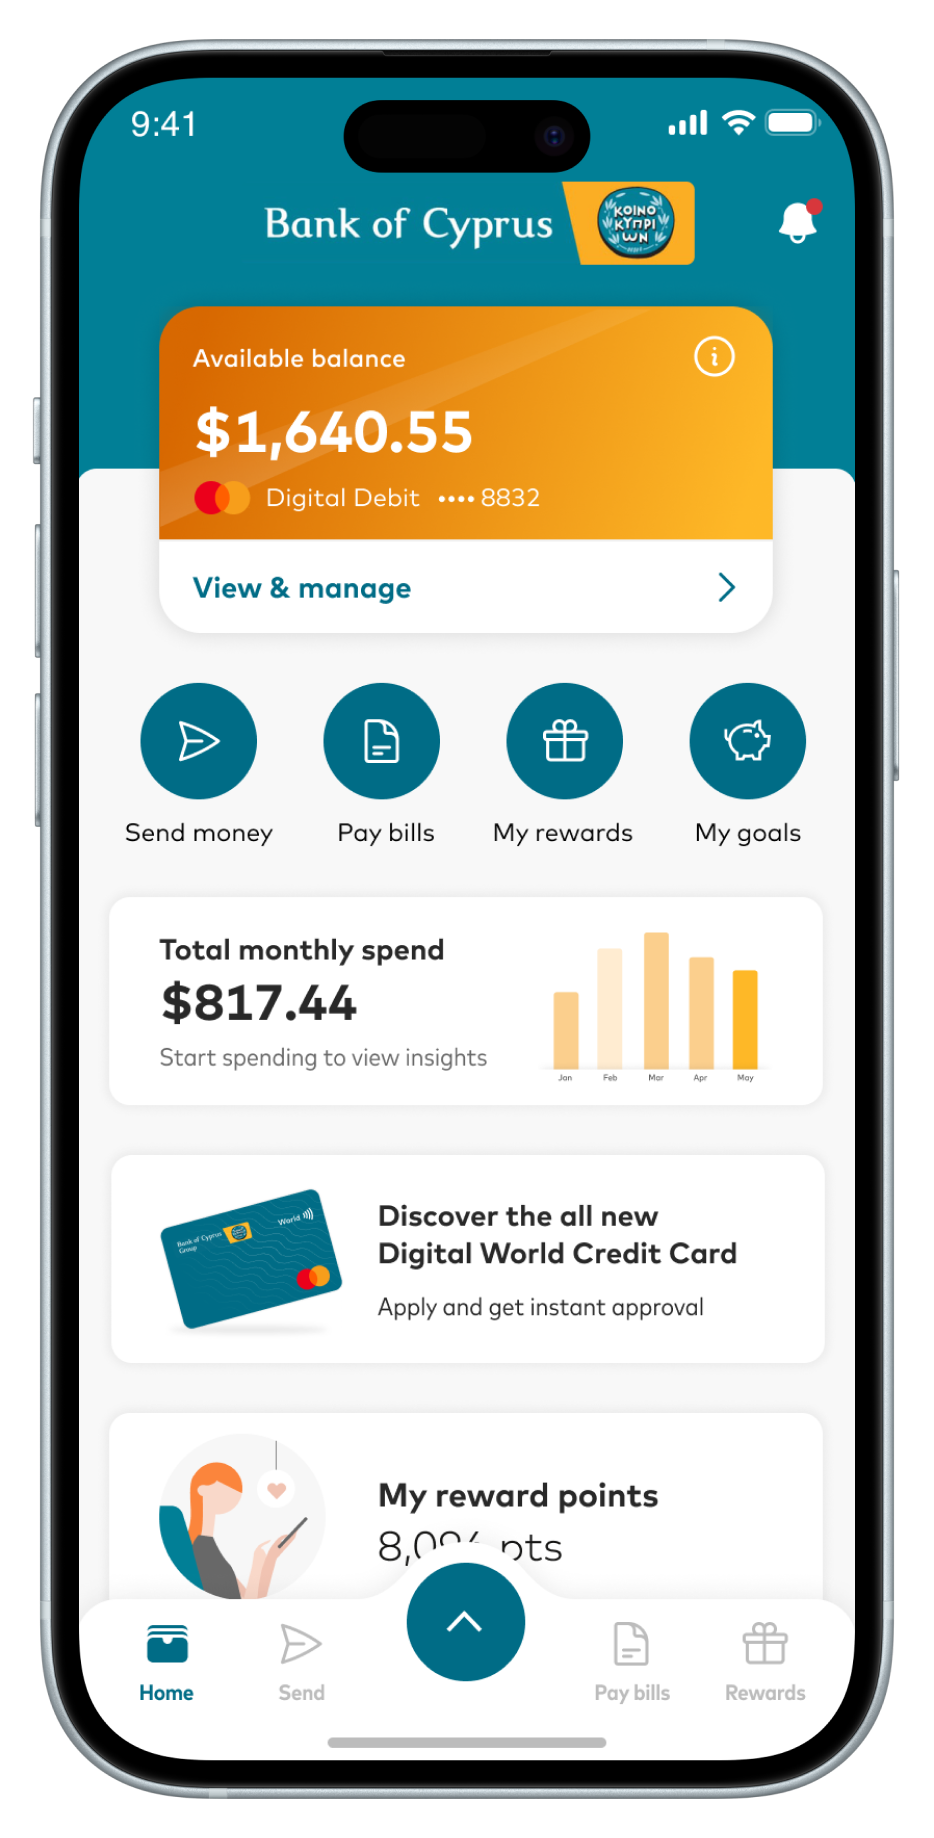 9:41
Bank of Cyprus
ΚΟΙΝΟ
ΚΥΠΡΙ
ΩΝ
Available balance
$1,640.55
Digital Debit •••• 8832
View & manage
Send money
Pay bills
My rewards
My goals
Total monthly spend
$817.44
Start spending to view insights
Jan
Feb
Mar
Apr
May
Bank of Cyprus
Group
World
Discover the all new
Digital World Credit Card
Apply and get instant approval
My reward points
pts
Home
Send
Pay bills
Rewards